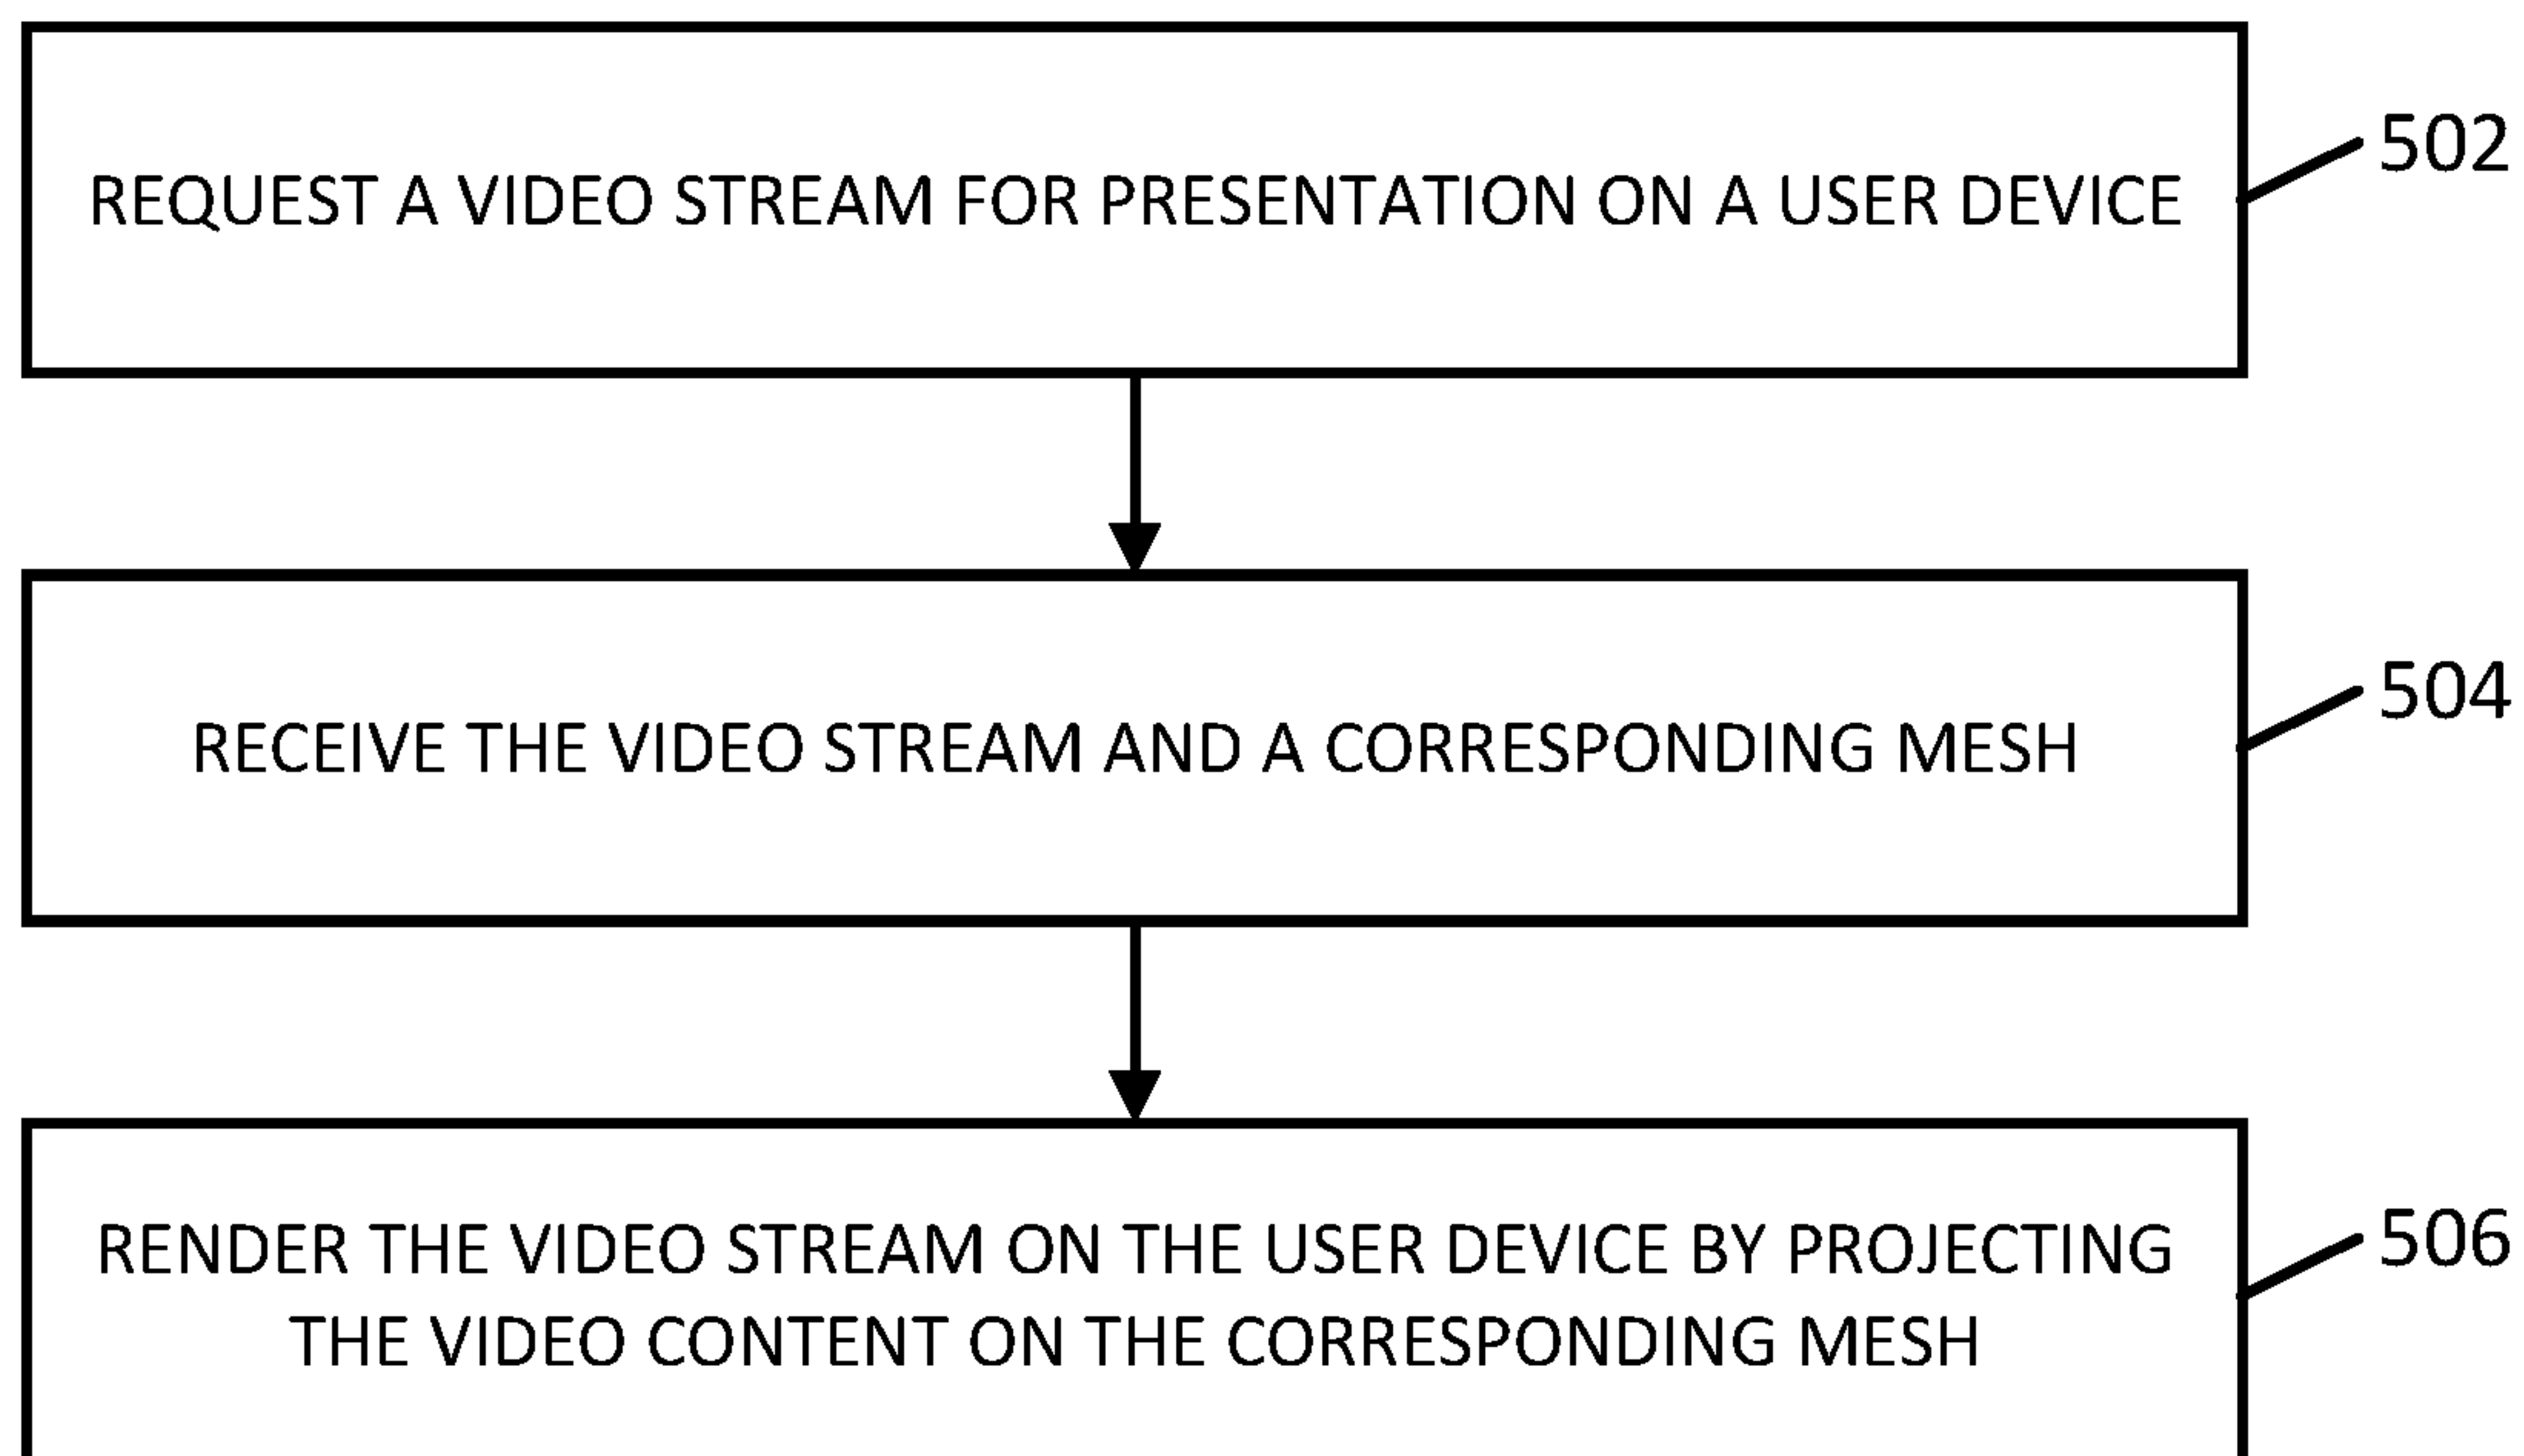 REQUEST A VIDEO STREAM FOR PRESENTATION ON A USER DEVICE
502
RECEIVE THE VIDEO STREAM AND A CORRESPONDING MESH
504
RENDER THE VIDEO STREAM ON THE USER DEVICE BY PROJECTING
THE VIDEO CONTENT ON THE CORRESPONDING MESH
506